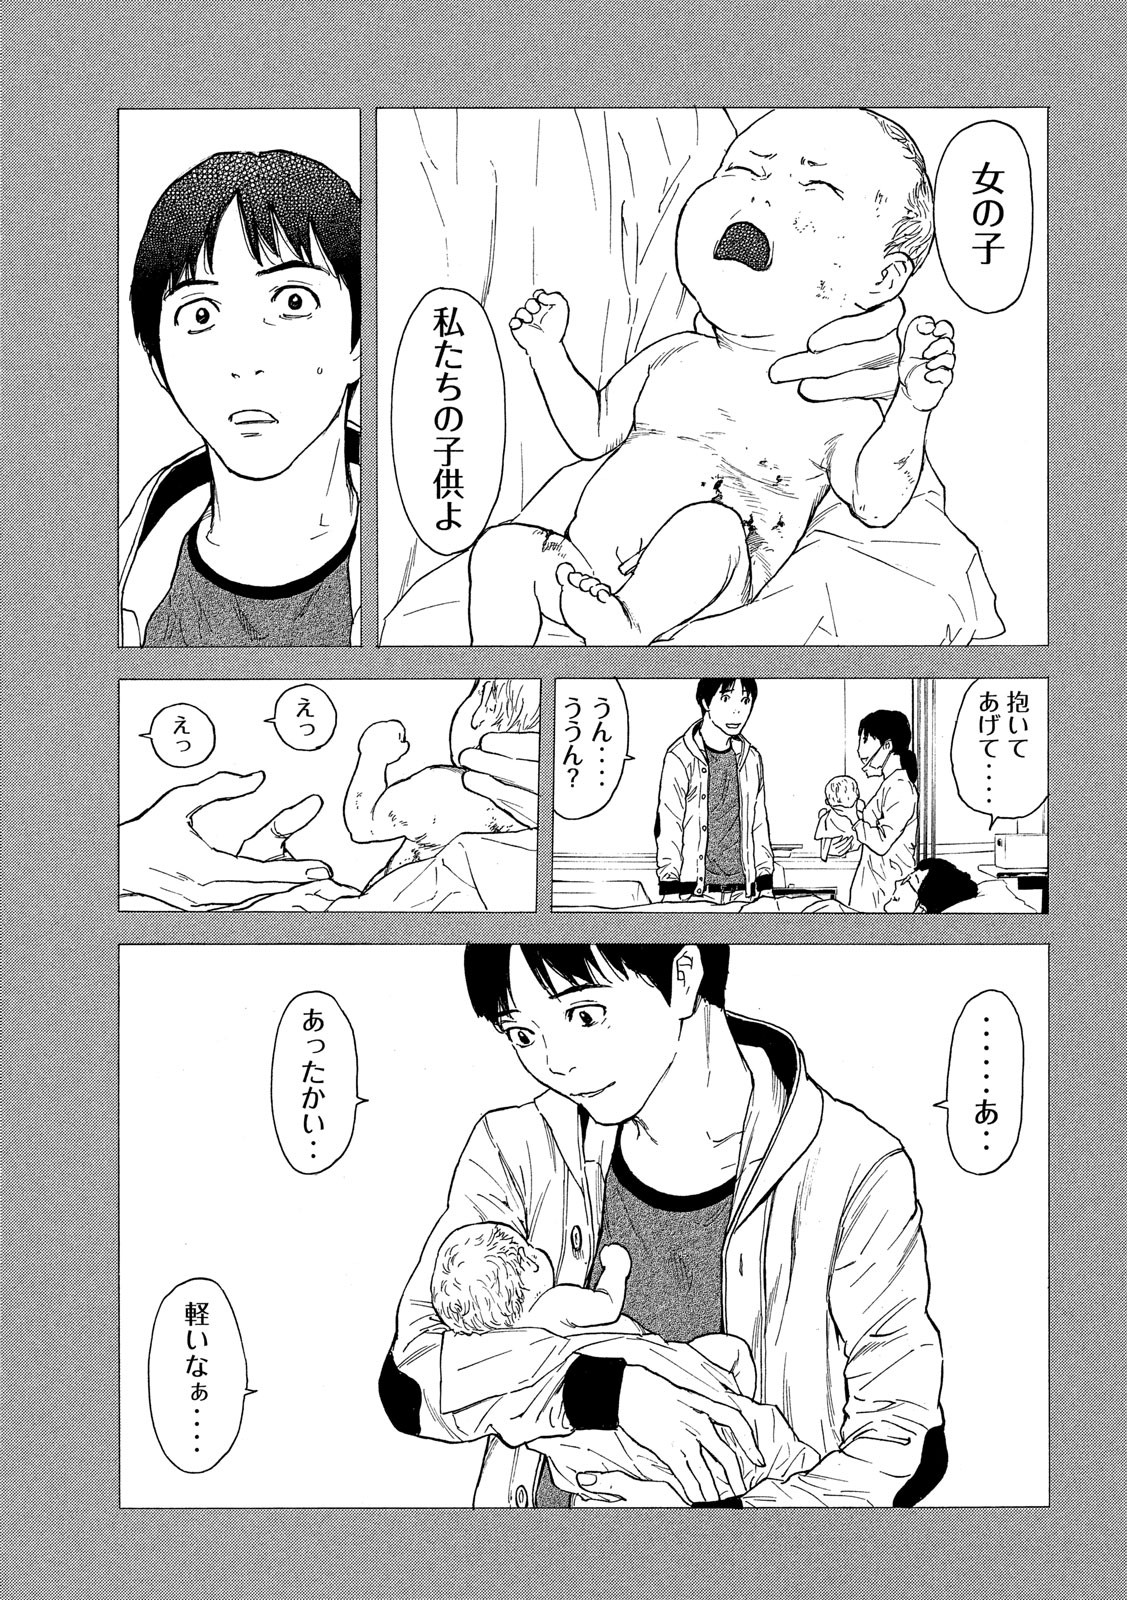 女の子
私たちの子供よ
抱いて
あげて‥‥
うん‥‥
ううん?
えっ
えっ
‥‥‥あ‥
あったかい‥
軽いなぁ‥‥